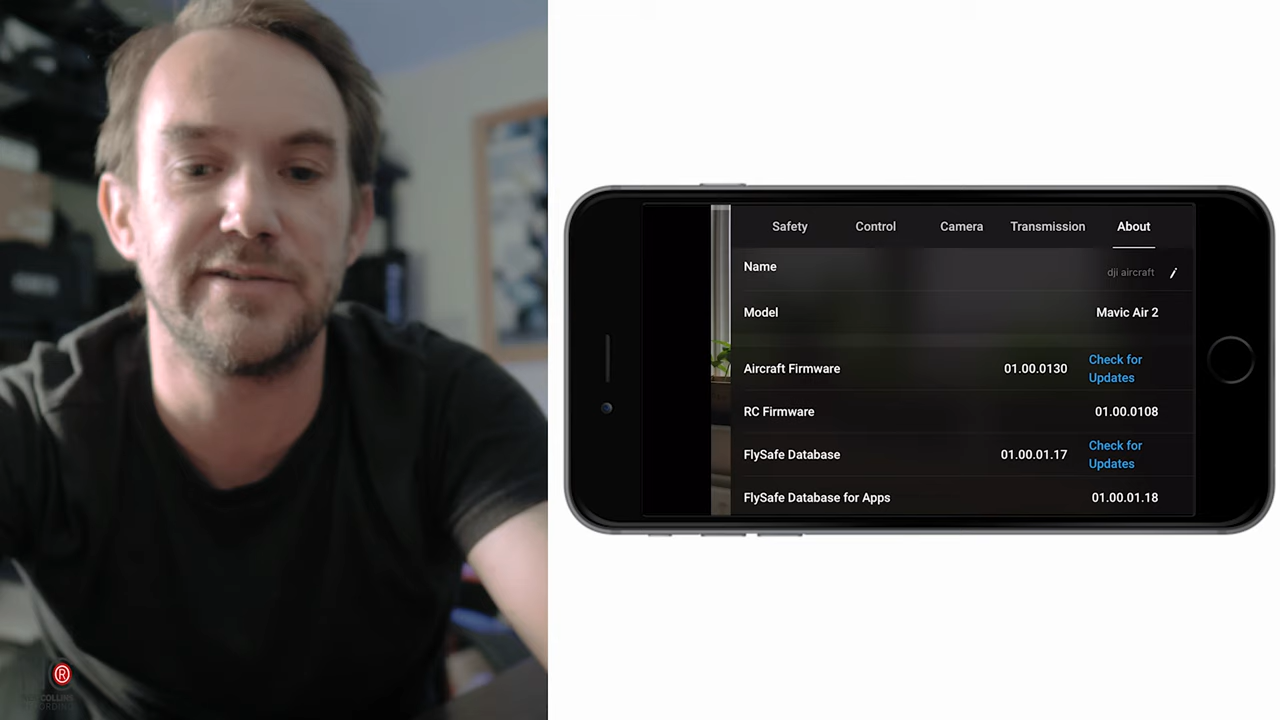 Safety Control Camera Transmission About
Name dji aircraft
Model Mavic Air 2
Aircraft Firmware 01.00.0130 Check for
Updates
RC Firmware 01.00.0108
FlySafe Database 01.00.01.17 Check for
Updates
FlySafe Database for Apps 01.00.01.18
®
COLLINS